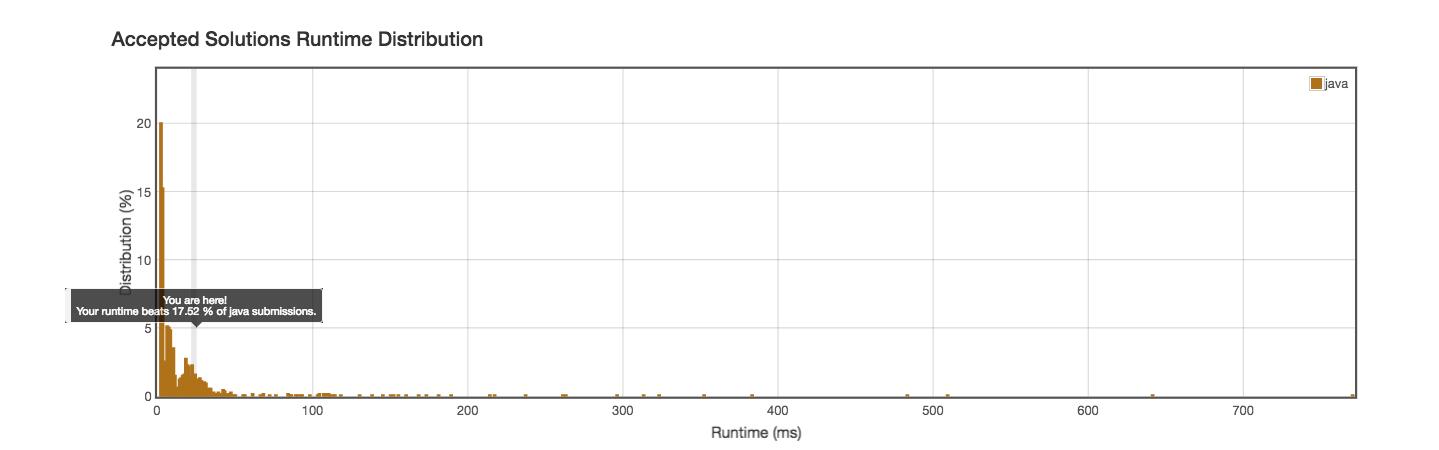 Accepted Solutions Runtime Distribution
java
Distribution (%)
20
15
10
5
0
You are here!
Your runtime beats 17.52 % of java submissions.
0 100 200 300 400 500 600 700
Runtime (ms)